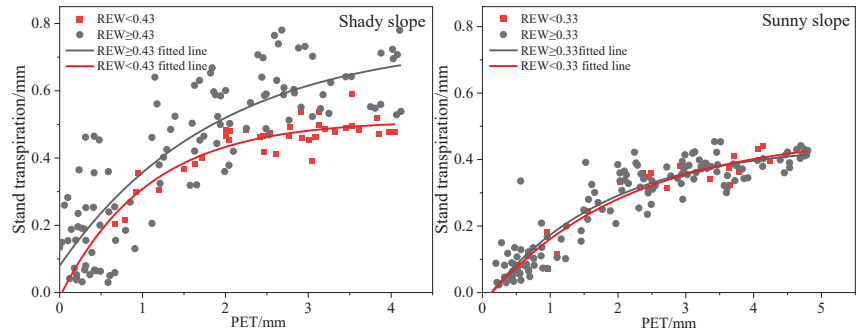 Shady slope
REW<0.43
REW≥0.43
REW≥0.43 fitted line
REW<0.43 fitted line
Stand transpiration/mm
0.8
0.6
0.4
0.2
0.0
0 1 2 3 4
PET/mm
Sunny slope
REW<0.33
REW≥0.33
REW≥0.33fitted line
REW<0.33 fitted line
Stand transpiration/mm
0.8
0.6
0.4
0.2
0.0
0 1 2 3 4 5
PET/mm